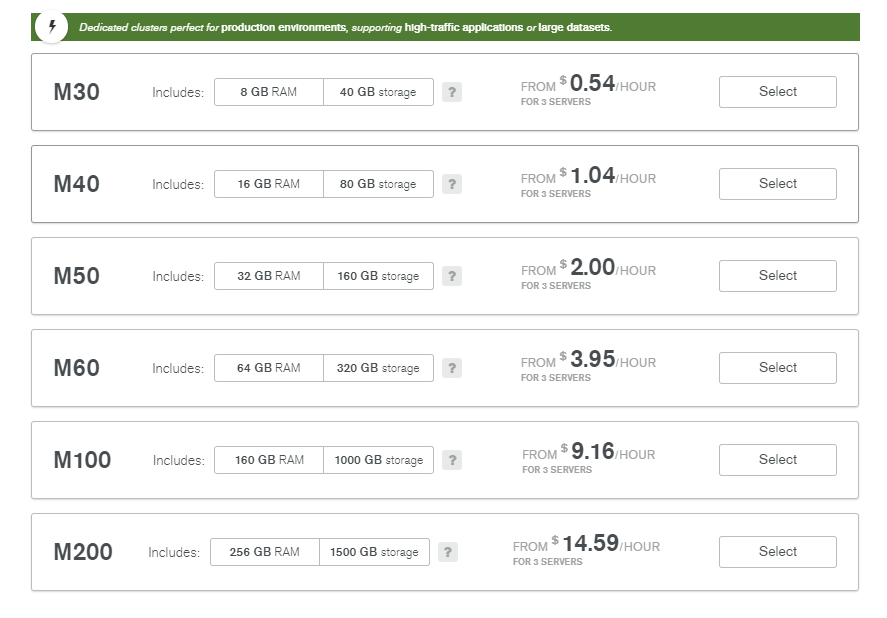 Dedicated clusters perfect for production environments, supporting high-traffic applications or large datasets.
M30 Includes: 8 GB RAM 40 GB storage ? FROM $ 0.54/HOUR Select
FOR 3 SERVERS
M40 Includes: 16 GB RAM 80 GB storage ? FROM $ 1.04/HOUR Select
FOR 3 SERVERS
M50 Includes: 32 GB RAM 160 GB storage ? FROM $ 2.00/HOUR Select
FOR 3 SERVERS
M60 Includes: 64 GB RAM 320 GB storage ? FROM $ 3.95/HOUR Select
FOR 3 SERVERS
M100 Includes: 160 GB RAM 1000 GB storage ? FROM $ 9.16/HOUR Select
FOR 3 SERVERS
M200 Includes: 256 GB RAM 1500 GB storage ? FROM $ 14.59/HOUR Select
FOR 3 SERVERS